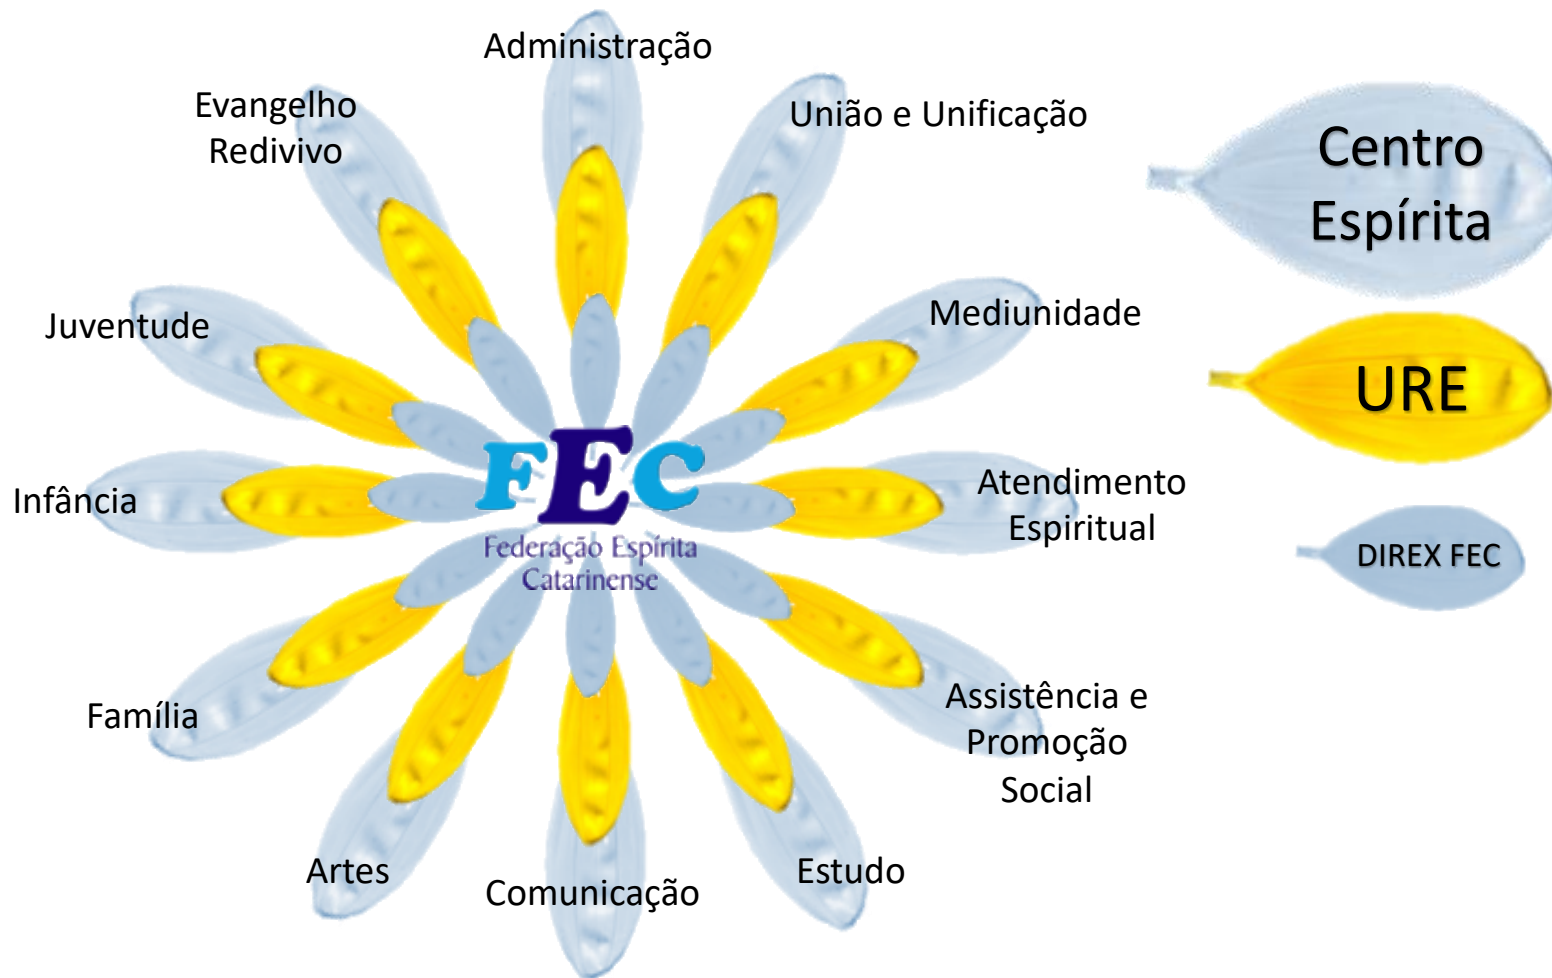 Administração
União e Unificação
Mediunidade
Atendimento
Espiritual
Assistência e
Promoção
Social
Estudo
Comunicação
Artes
Família
Infância
Juventude
Evangelho
Redivivo
FEC
Federação Espírita
Catarinense
Centro
Espírita
URE
DIREX FEC